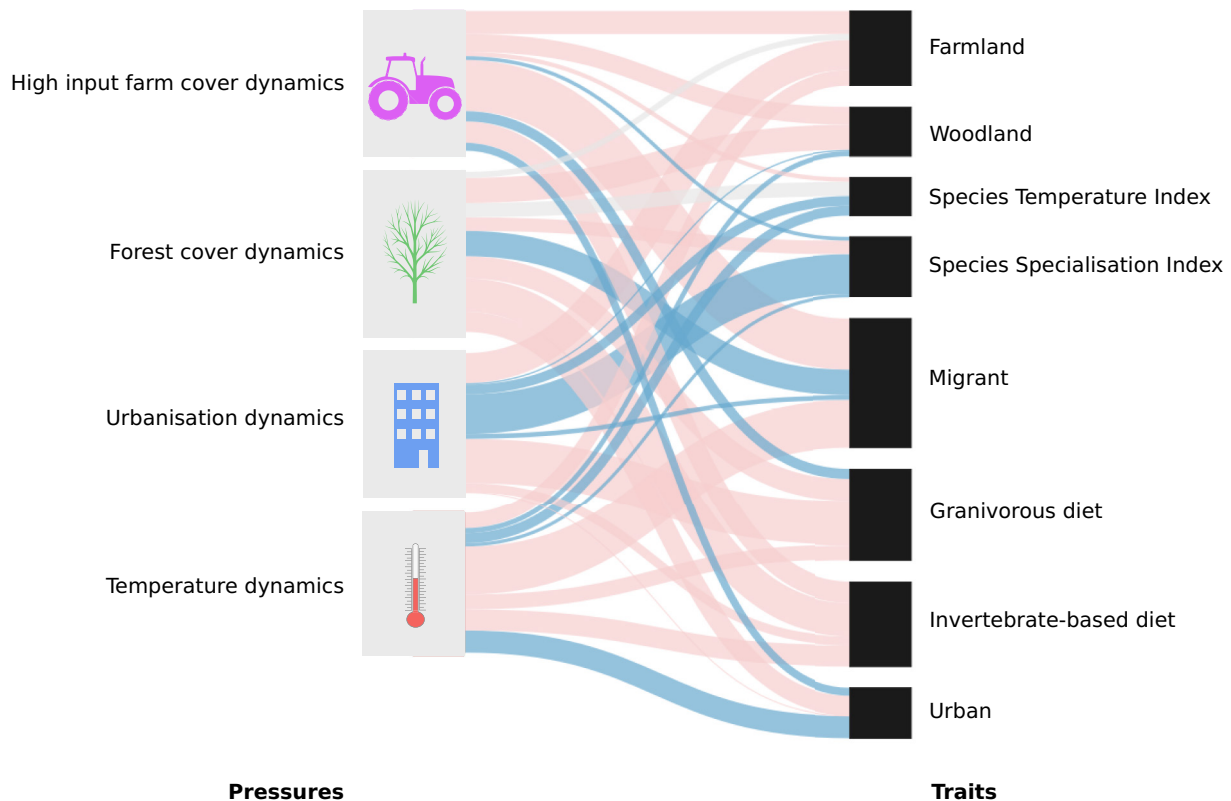 High input farm cover dynamics
Forest cover dynamics
Urbanisation dynamics
Temperature dynamics
Pressures
Farmland
Woodland
Species Temperature Index
Species Specialisation Index
Migrant
Granivorous diet
Invertebrate-based diet
Urban
Traits